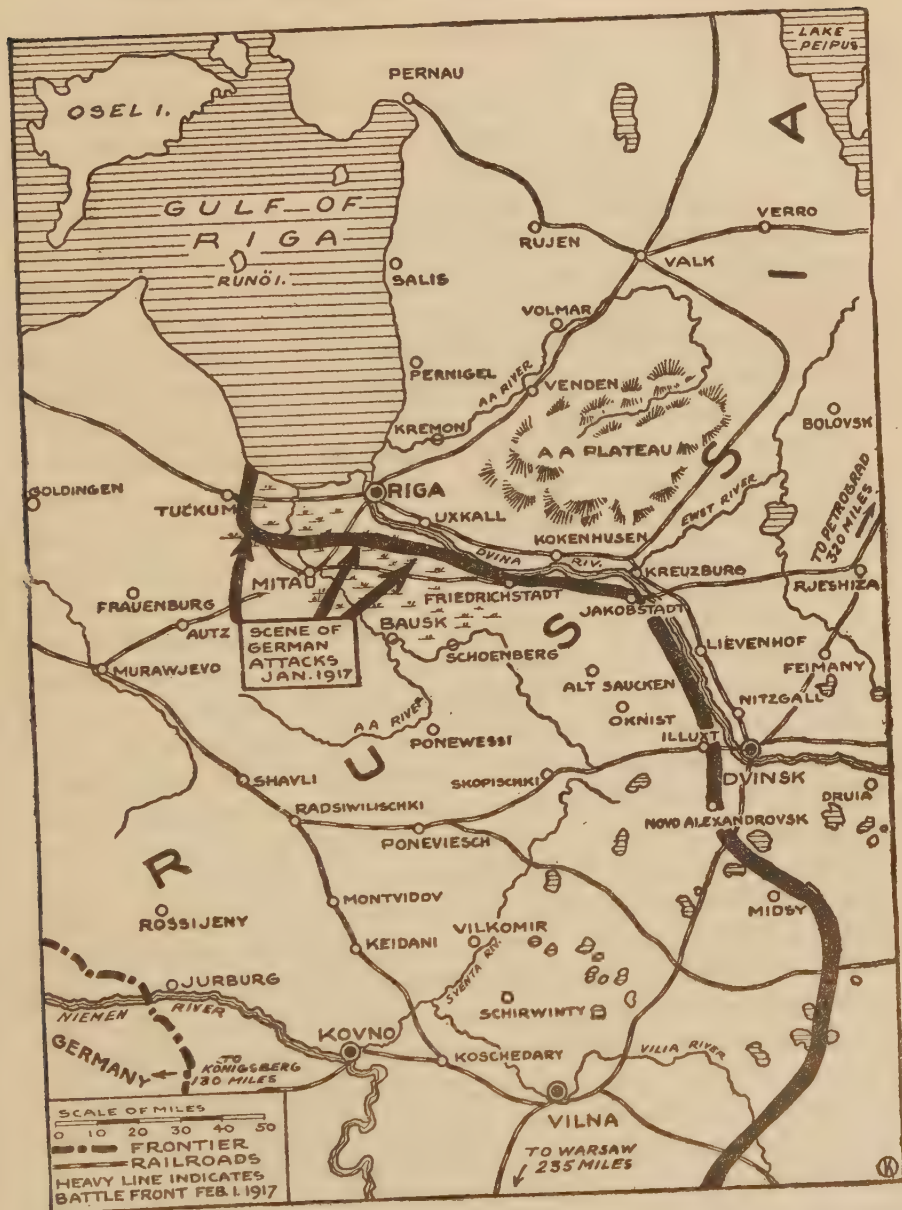 LAKE
PEIPUS
PERNAU
OSEL I.
GULF OF
RIGA
RUNÖ I.
RUJEN
VERRO
VALK
SALIS
VOLMAR
PERNIGEL
AA RIVER
VENDEN
KREMON
BOLOVSK
AA PLATEAU
GOLDINGEN
TUCKUM
RIGA
UXKALL
EWST RIVER
TO PETROGRAD
320 MILES
KOKENHUSEN
DVINA
RIV.
KREUZBURG
MITAU
FRIEDRICHSTADT
JAKOBSTADT
RJESHIZA
FRAUENBURG
AUTZ
SCENE OF
GERMAN
ATTACKS
JAN. 1917
BAUSK
SCHOENBERG
LIEVENHOF
FEIMANY
MURAWJEVO
ALT SAUCKEN
NITZGALL
OKNIST
AA RIVER
PONEWESSI
ILLUXT
SHAVLI
SKOPISCHKI
DVINSK
DRUIA
RADSIWILISCHKI
NOVO ALEXANDROVSK
PONEVIESCH
RUSSIA
MONTVIDOV
MIDSY
ROSSIJENY
VILKOMIR
KEIDANI
SVENTA RIV.
JURBURG
SCHIRWINTY
NIEMEN
RIVER
KOVNO
GERMANY
TO
KÖNIGSBERG
130 MILES
KOSCHEDARY
VILIA RIVER
VILNA
SCALE OF MILES
0 10 20 30 40 50
FRONTIER
RAILROADS
HEAVY LINE INDICATES
BATTLE FRONT FEB. 1. 1917
TO WARSAW
235 MILES
K